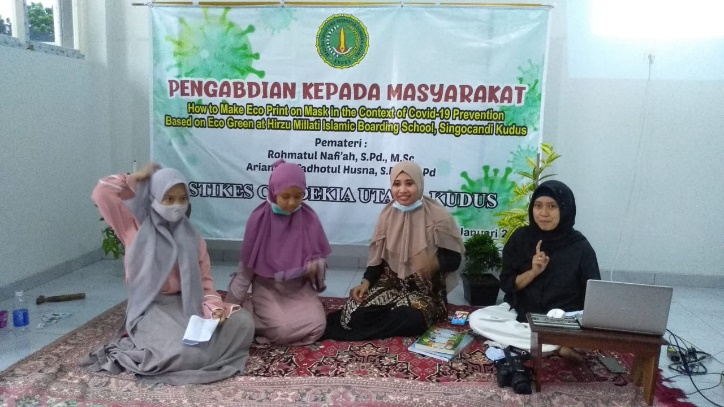 PENGABDIAN KEPADA MASYARAKAT
How to Make Eco Print on Mask in the Context of Covid-19 Prevention
Based on Eco Green at Hirzu Millati Islamic Boarding School, Singocandi Kudus
Pemateri :
Rohmatul Nafi'ah, S.Pd., M.Sc
Husna,
STIKES UTAMA KUDUS
Januari